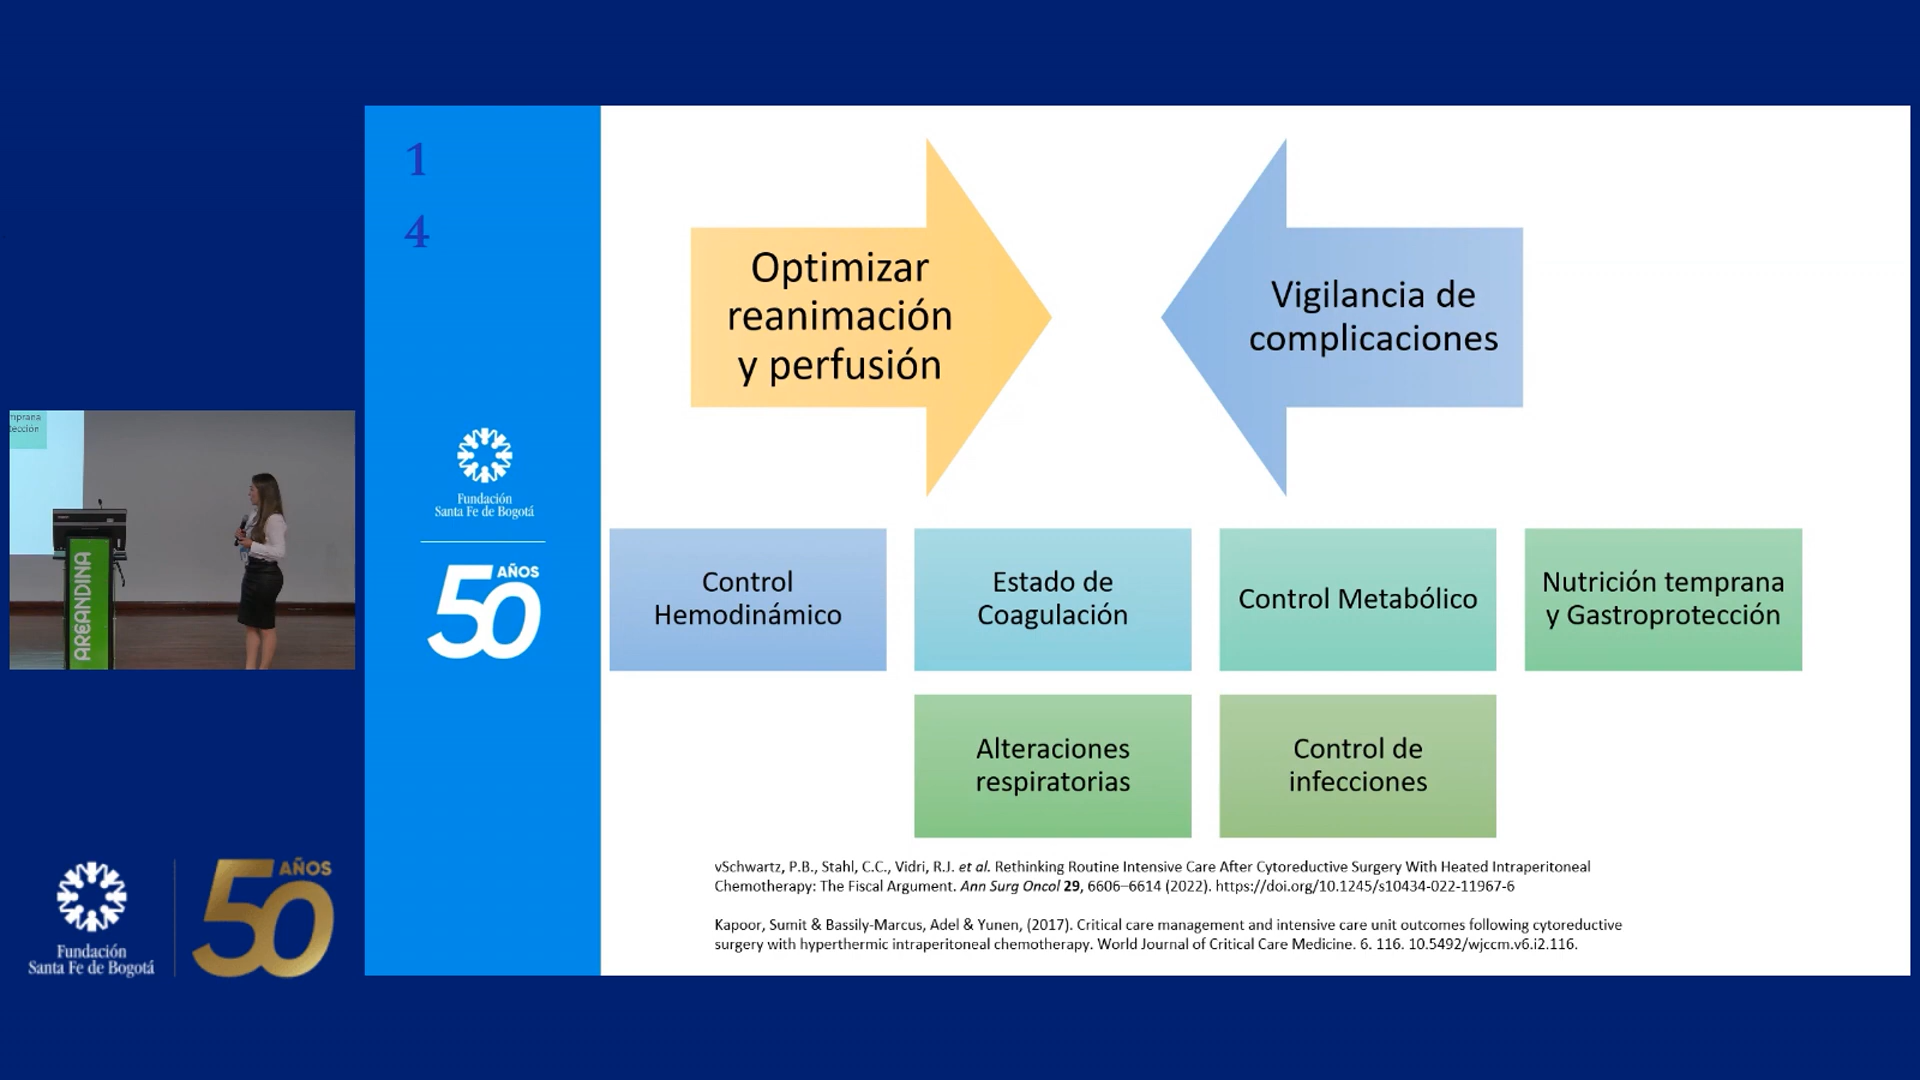 1
4
Optimizar
reanimación
y perfusión
Vigilancia de
complicaciones
Fundación
Santa Fe de Bogotá
50 AÑOS
Control
Hemodinámico
Estado de
Coagulación
Control Metabólico
Nutrición temprana
y Gastroprotección
Alteraciones
respiratorias
Control de
infecciones
vSchwartz, P.B., Stahl, C.C., Vidri, R.J. et al. Rethinking Routine Intensive Care After Cytoreductive Surgery With Heated Intraperitoneal
Chemotherapy: The Fiscal Argument. Ann Surg Oncol 29, 6606–6614 (2022). https://doi.org/10.1245/s10434-022-11967-6
Kapoor, Sumit & Bassily-Marcus, Adel & Yunen, (2017). Critical care management and intensive care unit outcomes following cytoreductive
surgery with hyperthermic intraperitoneal chemotherapy. World Journal of Critical Care Medicine. 6. 116. 10.5492/wjccm.v6.i2.116.
mprana
tección
AREANDINA
Fundación
Santa Fe de Bogotá
50 AÑOS